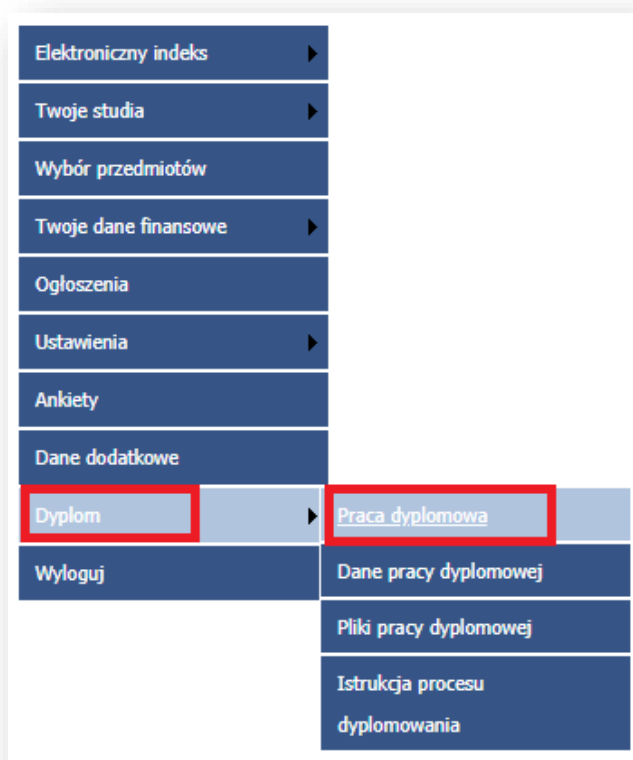 Elektroniczny indeks
Twoje studia
Wybór przedmiotów
Twoje dane finansowe
Ogłoszenia
Ustawienia
Ankiety
Dane dodatkowe
Dyplom
Wyloguj
Praca dyplomowa
Dane pracy dyplomowej
Pliki pracy dyplomowej
Istrukcja procesu
dyplomowania